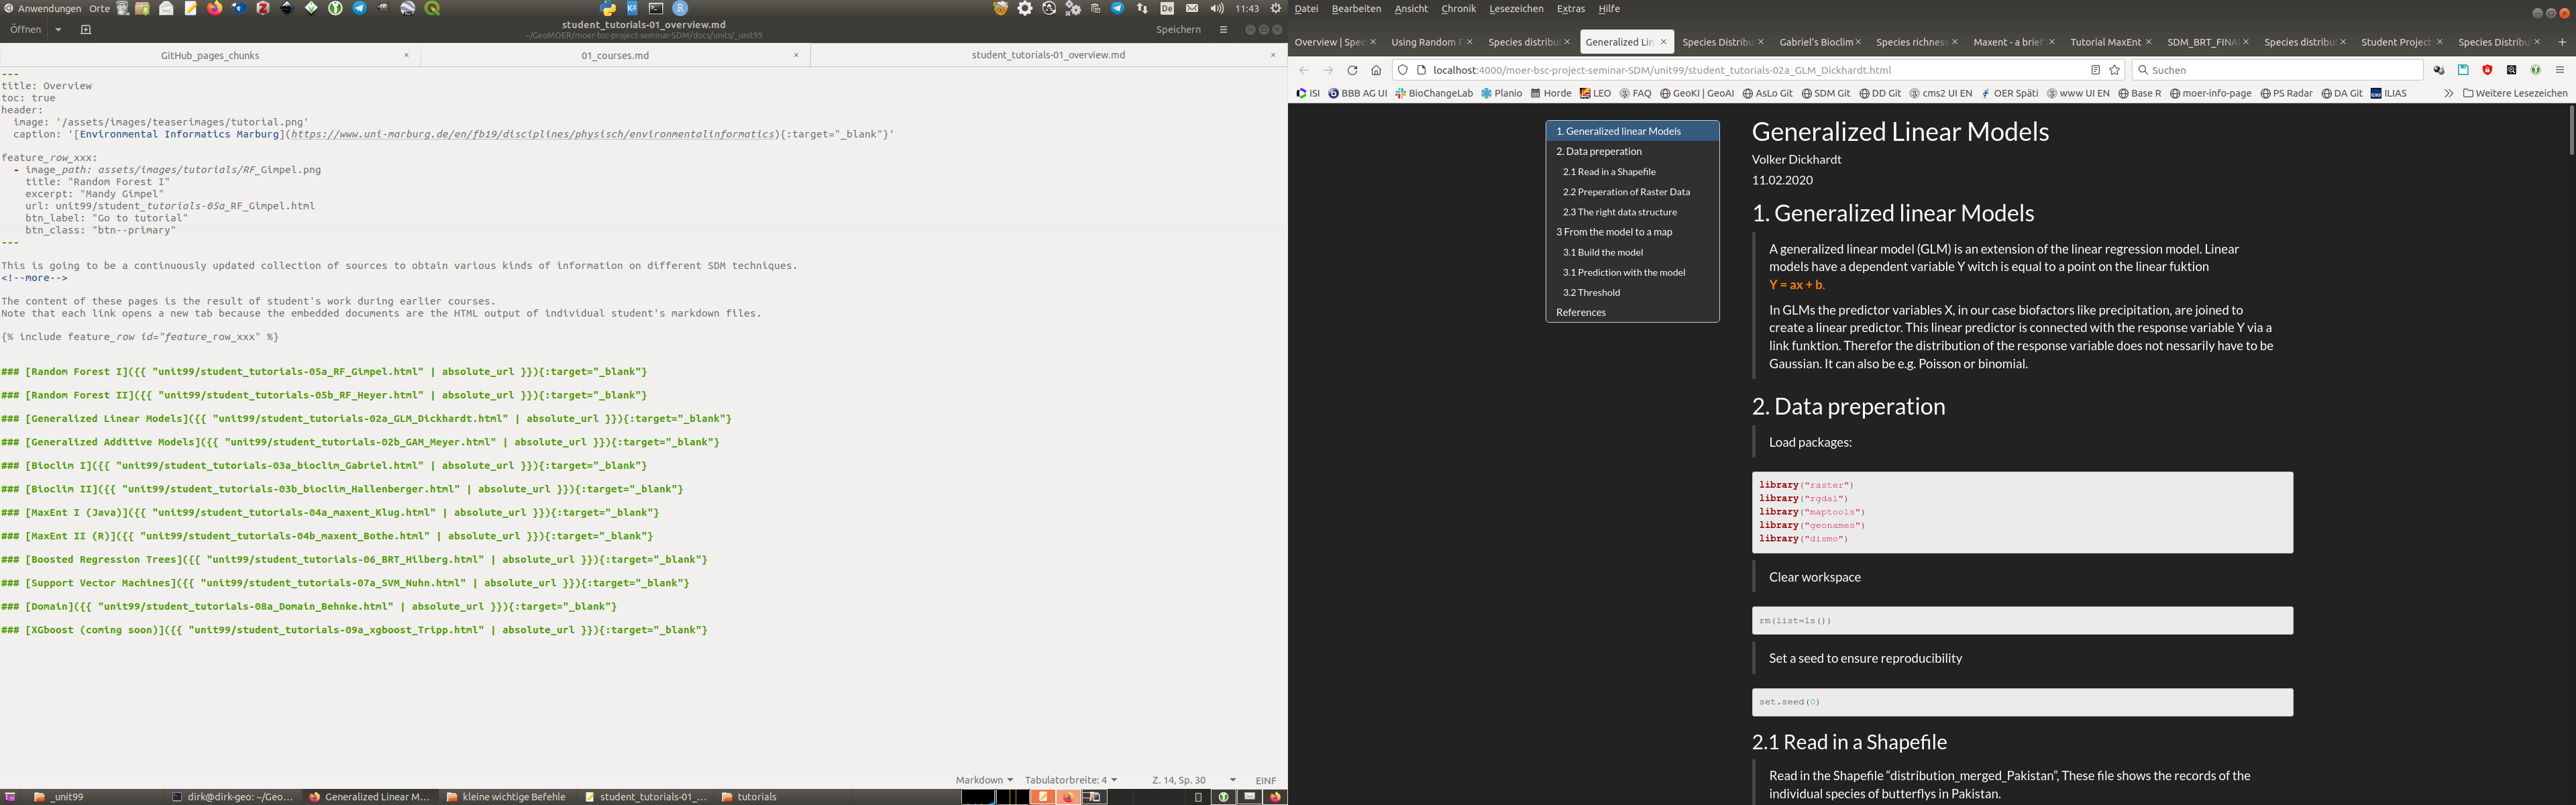 Anwendungen Orte
De 11:43
Öffnen
student_tutorials-01_overview.md
~/GeoMOER/moer-bsc-project-seminar-SDM/docs/units/_unit99
Speichern
GitHub_pages_chunks
01_courses.md
student_tutorials-01_overview.md
---
title: Overview
toc: true
header:
  image: '/assets/images/teaserimages/tutorial.png'
  caption: '[Environmental Informatics Marburg](https://www.uni-marburg.de/en/fb19/disciplines/physisch/environmentalinformatics){:target="_blank"}'
feature_row_xxx:
  - image_path: assets/images/tutorials/RF_Gimpel.png
    title: "Random Forest I"
    excerpt: "Mandy Gimpel"
    url: unit99/student_tutorials-05a_RF_Gimpel.html
    btn_label: "Go to tutorial"
    btn_class: "btn--primary"
---
This is going to be a continuously updated collection of sources to obtain various kinds of information on different SDM techniques.
<!--more-->
The content of these pages is the result of student's work during earlier courses.
Note that each link opens a new tab because the embedded documents are the HTML output of individual student's markdown files.
{% include feature_row id="feature_row_xxx" %}
### [Random Forest I]({{ "unit99/student_tutorials-05a_RF_Gimpel.html" | absolute_url }}){:target="_blank"}
### [Random Forest II]({{ "unit99/student_tutorials-05b_RF_Heyer.html" | absolute_url }}){:target="_blank"}
### [Generalized Linear Models]({{ "unit99/student_tutorials-02a_GLM_Dickhardt.html" | absolute_url }}){:target="_blank"}
### [Generalized Additive Models]({{ "unit99/student_tutorials-02b_GAM_Meyer.html" | absolute_url }}){:target="_blank"}
### [Bioclim I]({{ "unit99/student_tutorials-03a_bioclim_Gabriel.html" | absolute_url }}){:target="_blank"}
### [Bioclim II]({{ "unit99/student_tutorials-03b_bioclim_Hallenberger.html" | absolute_url }}){:target="_blank"}
### [MaxEnt I (Java)]({{ "unit99/student_tutorials-04a_maxent_Klug.html" | absolute_url }}){:target="_blank"}
### [MaxEnt II (R)]({{ "unit99/student_tutorials-04b_maxent_Bothe.html" | absolute_url }}){:target="_blank"}
### [Boosted Regression Trees]({{ "unit99/student_tutorials-06_BRT_Hilberg.html" | absolute_url }}){:target="_blank"}
### [Support Vector Machines]({{ "unit99/student_tutorials-07a_SVM_Nuhn.html" | absolute_url }}){:target="_blank"}
### [Domain]({{ "unit99/student_tutorials-08a_Domain_Behnke.html" | absolute_url }}){:target="_blank"}
### [XGboost (coming soon)]({{ "unit99/student_tutorials-09a_xgboost_Tripp.html" | absolute_url }}){:target="_blank"}
Markdown Tabulatorbreite: 4 Z. 14, Sp. 30 EINF
_unit99 dirk@dirk-geo: ~/Geo... Generalized Linear M... kleine wichtige Befehle student_tutorials-01_... tutorials
Datei Bearbeiten Ansicht Chronik Lesezeichen Extras Hilfe
Overview | Spec Using Random F Species distribut Generalized Lin Species Distribu Gabriel's Bioclim Species richness Maxent - a brief Tutorial MaxEnt SDM_BRT_FINAL Species distribut Student Project: Species Distribu
localhost:4000/moer-bsc-project-seminar-SDM/unit99/student_tutorials-02a_GLM_Dickhardt.html
Suchen
ISI BBB AG UI BioChangeLab Planio Horde LEO FAQ GeoKI | GeoAI AsLo Git SDM Git DD Git cms2 UI EN OER Späti www UI EN Base R moer-info-page PS Radar DA Git ILIAS Weitere Lesezeichen
1. Generalized linear Models
2. Data preperation
2.1 Read in a Shapefile
2.2 Preperation of Raster Data
2.3 The right data structure
3 From the model to a map
3.1 Build the model
3.1 Prediction with the model
3.2 Threshold
References
Generalized Linear Models
Volker Dickhardt
11.02.2020
1. Generalized linear Models
A generalized linear model (GLM) is an extension of the linear regression model. Linear
models have a dependent variable Y witch is equal to a point on the linear fuktion
Y = ax + b.
In GLMs the predictor variables X, in our case biofactors like precipitation, are joined to
create a linear predictor. This linear predictor is connected with the response variable Y via a
link funktion. Therefor the distribution of the response variable does not nessarily have to be
Gaussian. It can also be e.g. Poisson or binomial.
2. Data preperation
Load packages:
library("raster")
library("rgdal")
library("maptools")
library("geonames")
library("dismo")
Clear workspace
rm(list=ls())
Set a seed to ensure reproducibility
set.seed(0)
2.1 Read in a Shapefile
Read in the Shapefile “distribution_merged_Pakistan”, These file shows the records of the
individual species of butterflys in Pakistan.